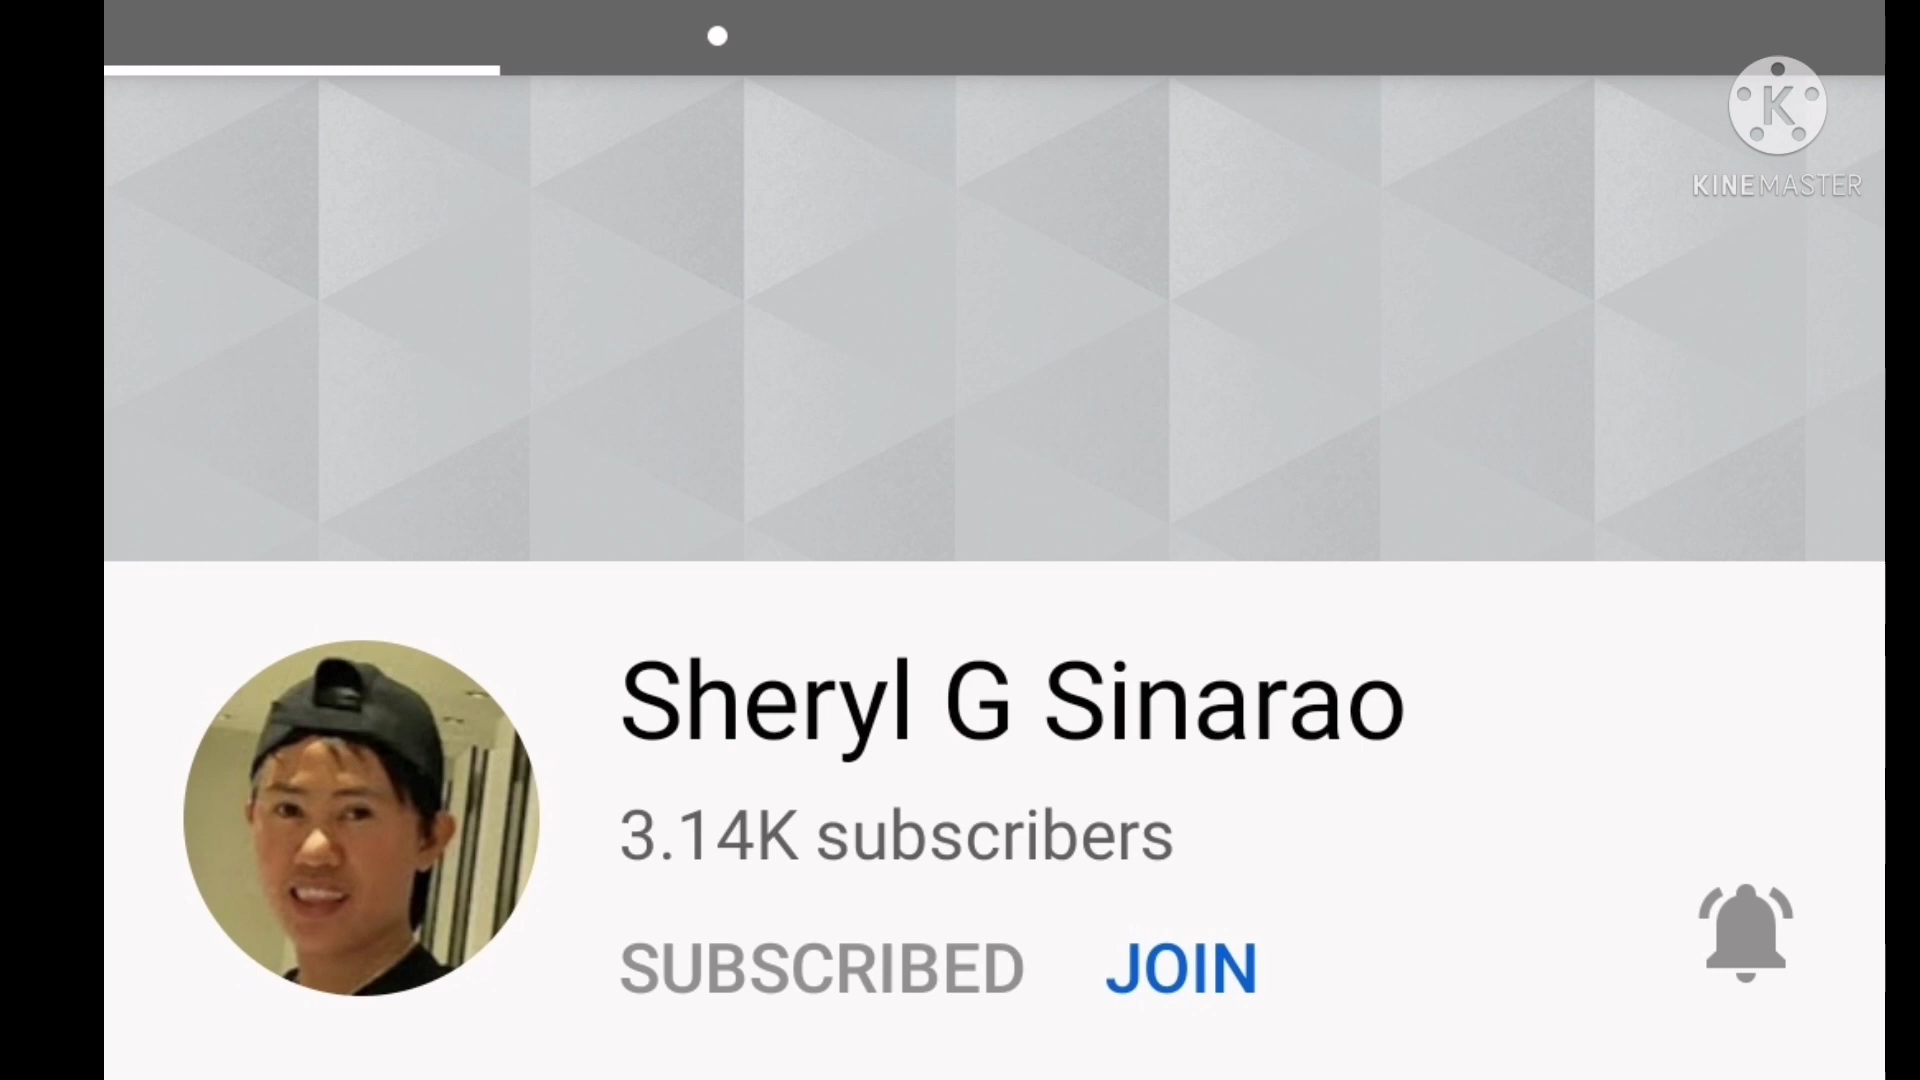 K
KINEMASTER
Sheryl G Sinarao
3.14K subscribers
SUBSCRIBED JOIN